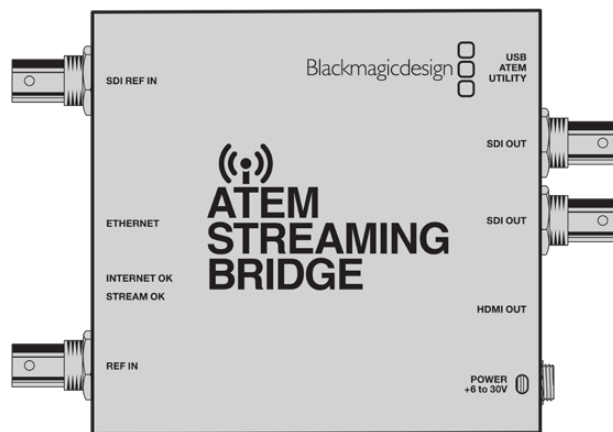 SDI REF IN
Blackmagicdesign
USB
ATEM
UTILITY
SDI OUT
ATEM
STREAMING
BRIDGE
ETHERNET
SDI OUT
INTERNET OK
STREAM OK
HDMI OUT
REF IN
POWER
+6 to 30V